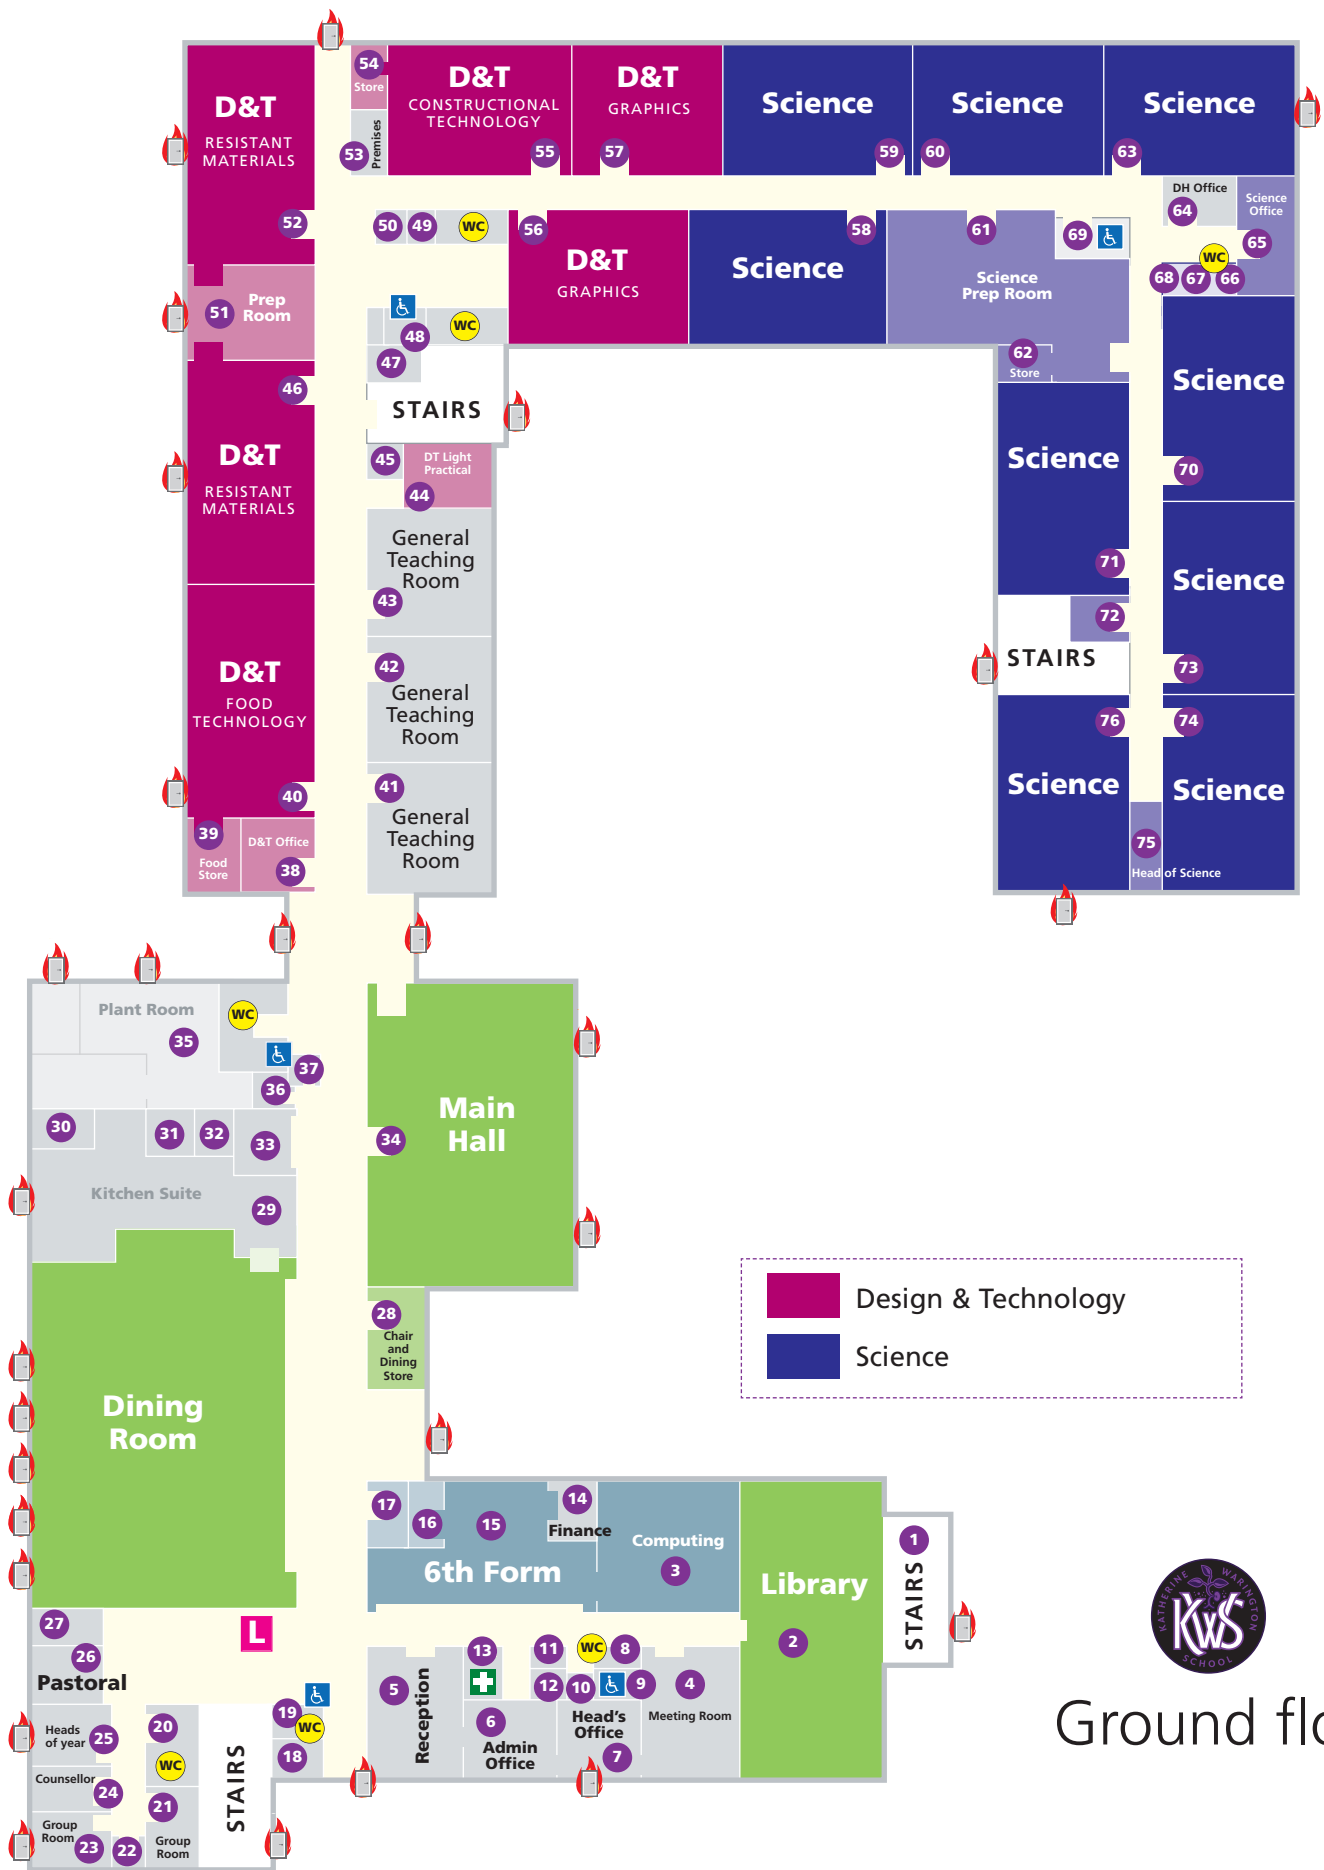 54
Store
D&T
CONSTRUCTIONAL
TECHNOLOGY
55
D&T
GRAPHICS
57
Science
59
Science
60
Science
63
D&T
RESISTANT
MATERIALS
52
53
Premises
50
49
WC
56
D&T
GRAPHICS
58
Science
61
Science
Prep Room
69
DH Office
64
Science
Office
65
WC
68
67
66
51
Prep
Room
48
WC
47
STAIRS
62
Store
Science
70
46
D&T
RESISTANT
MATERIALS
45
DT Light
Practical
44
General
Teaching
Room
43
Science
71
Science
73
72
STAIRS
42
General
Teaching
Room
D&T
FOOD
TECHNOLOGY
40
41
General
Teaching
Room
76
Science
74
Science
75
Head of Science
39
Food
Store
D&T Office
38
Plant Room
35
WC
37
36
30
31
32
33
Kitchen Suite
29
Main
Hall
34
28
Chair
and
Dining
Store
Design & Technology
Science
Dining
Room
17
16
15
6th Form
14
Finance
Computing
3
Library
2
1
STAIRS
27
26
Pastoral
L
13
11
WC
8
12
10
9
4
Meeting Room
5
Reception
6
Admin
Office
Head's
Office
7
Heads
of year
25
20
WC
19
WC
18
Counsellor
24
21
STAIRS
Group
Room
23
22
Group
Room
KATHERINE WARINGTON
KWS
SCHOOL
Ground flo